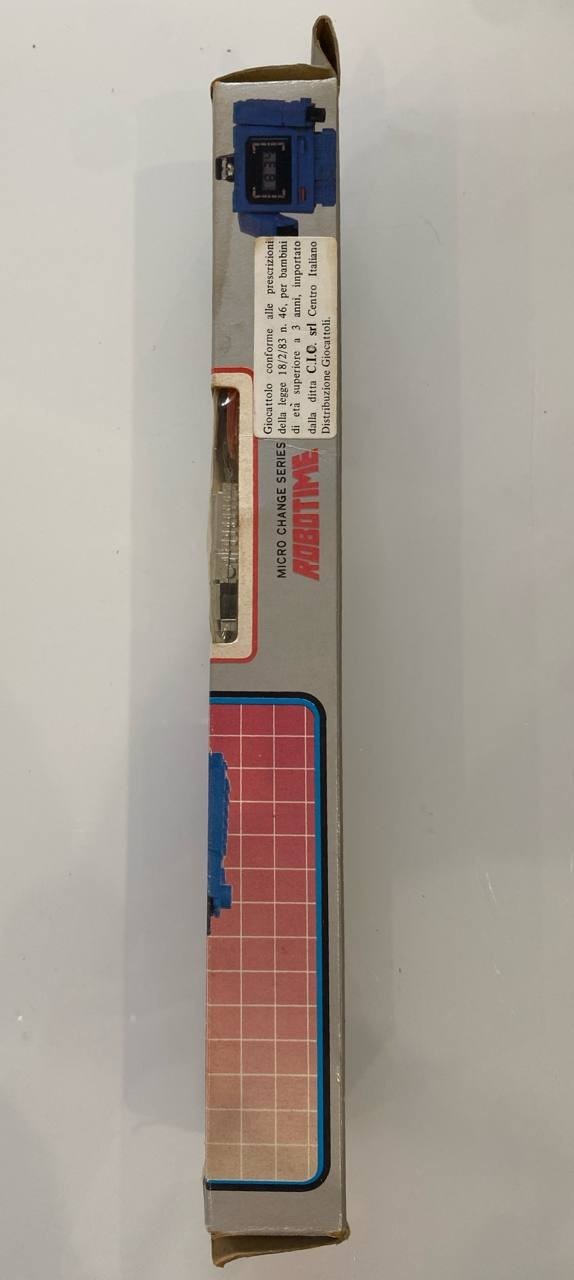 Giocattolo conforme alle prescrizioni
della legge 18/2/83 n. 46, per bambini
di età superiore a 3 anni, importato
dalla ditta C.I.O. srl Centro Italiano
Distribuzione Giocattoli.
MICRO CHANGE SERIES
ROBOTIME